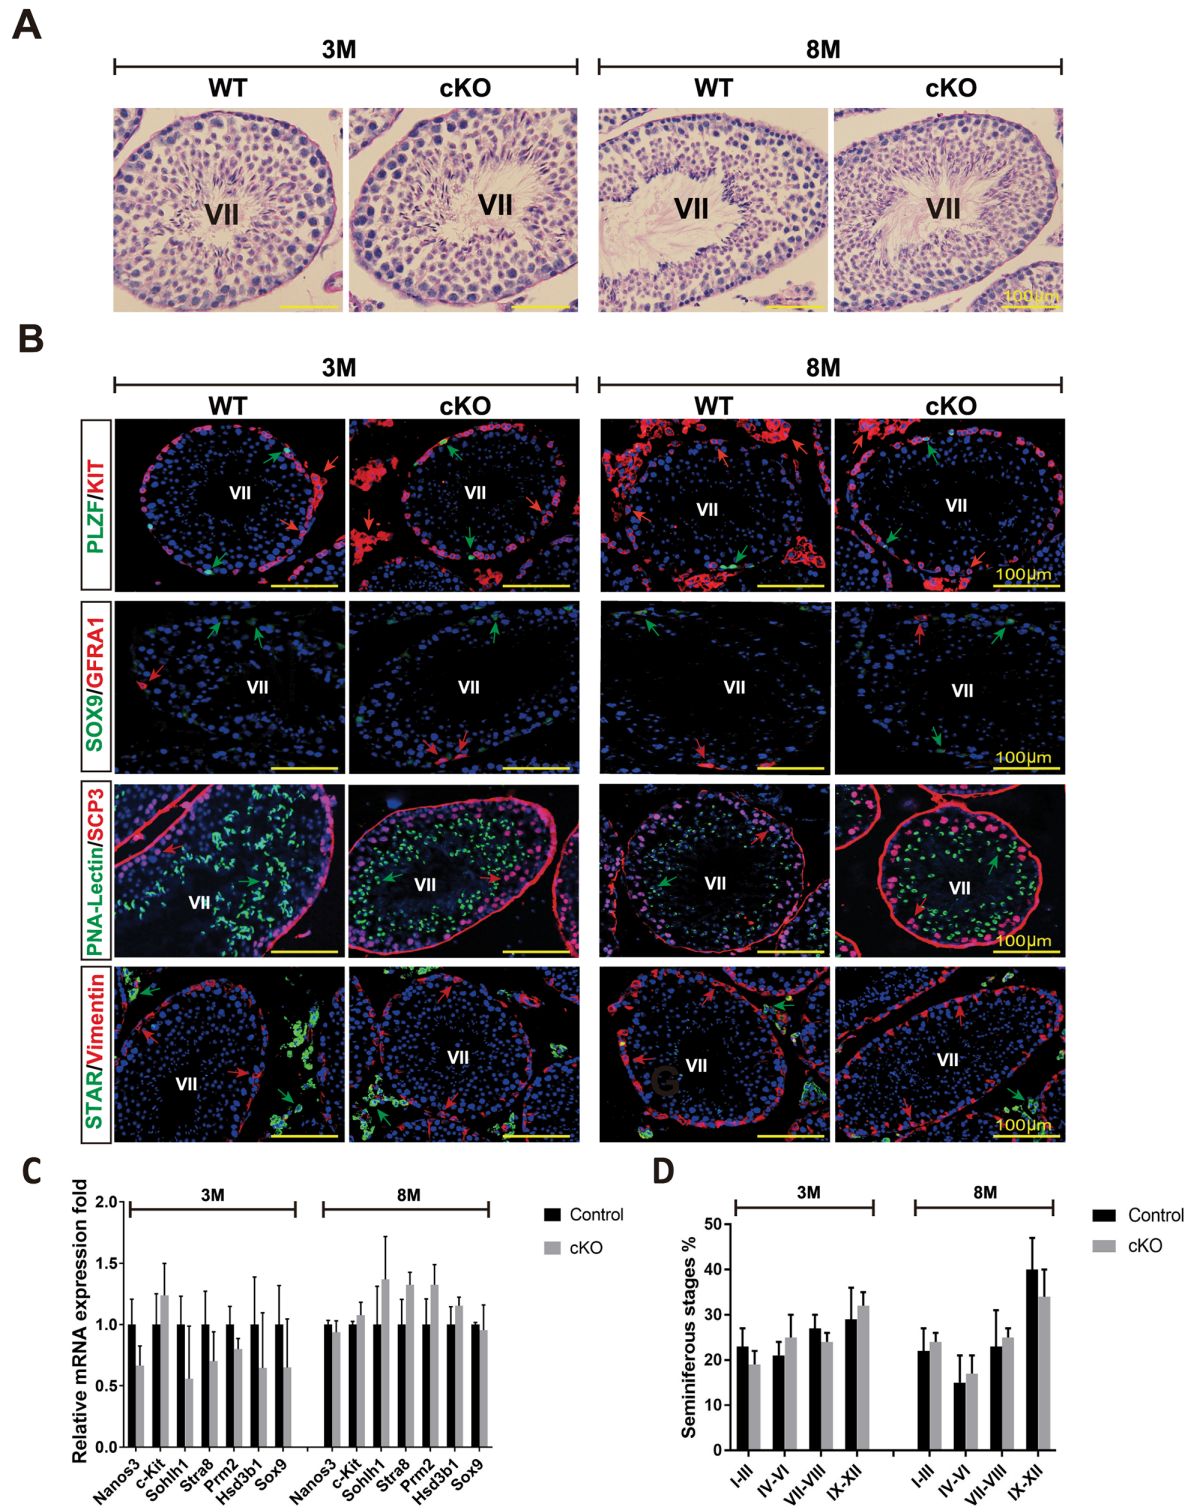 A
3M
8M
WT
cKO
WT
cKO
VII
VII
VII
VII
100μm
B
3M
8M
WT
cKO
WT
cKO
PLZF/KIT
VII
VII
VII
VII
100μm
SOX9/GFRA1
VII
VII
VII
VII
100μm
PNA-Lectin/SCP3
VII
VII
VII
VII
100μm
STAR/Vimentin
VII
VII
VII
G
VII
100μm
C
Relative mRNA expression fold
2.0
1.5
1.0
0.5
0.0
3M
8M
Control
cKO
Nanos3
c-Kit
Sohlh1
Stra8
Prm2
Hsd3b1
Sox9
Nanos3
c-Kit
Sohlh1
Stra8
Prm2
Hsd3b1
Sox9
D
Seminiferous stages %
50
40
30
20
10
0
3M
8M
Control
cKO
I-III
IV-VI
VII-VIII
IX-XII
I-III
IV-VI
VII-VIII
IX-XII